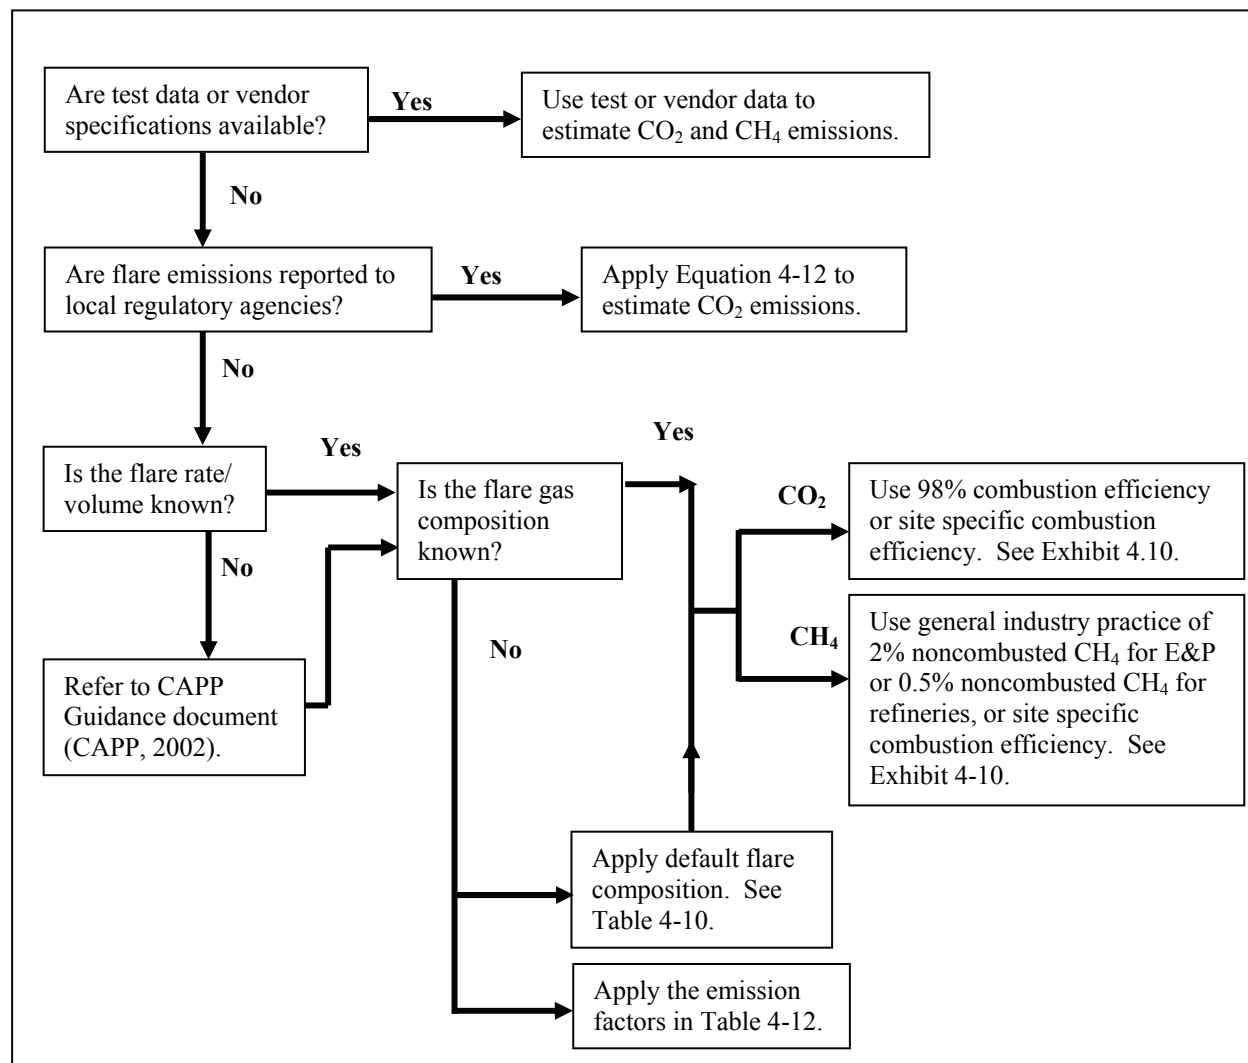 Are test data or vendor
specifications available?
Yes
Use test or vendor data to
estimate CO₂ and CH₄ emissions.
No
Are flare emissions reported to
local regulatory agencies?
Yes
Apply Equation 4-12 to
estimate CO₂ emissions.
No
Is the flare rate/
volume known?
Yes
Is the flare gas
composition
known?
Yes
CO₂
Use 98% combustion efficiency
or site specific combustion
efficiency.  See Exhibit 4.10.
No
Refer to CAPP
Guidance document
(CAPP, 2002).
No
CH₄
Use general industry practice of
2% noncombusted CH₄ for E&P
or 0.5% noncombusted CH₄ for
refineries, or site specific
combustion efficiency.  See
Exhibit 4-10.
Apply default flare
composition.  See
Table 4-10.
Apply the emission
factors in Table 4-12.